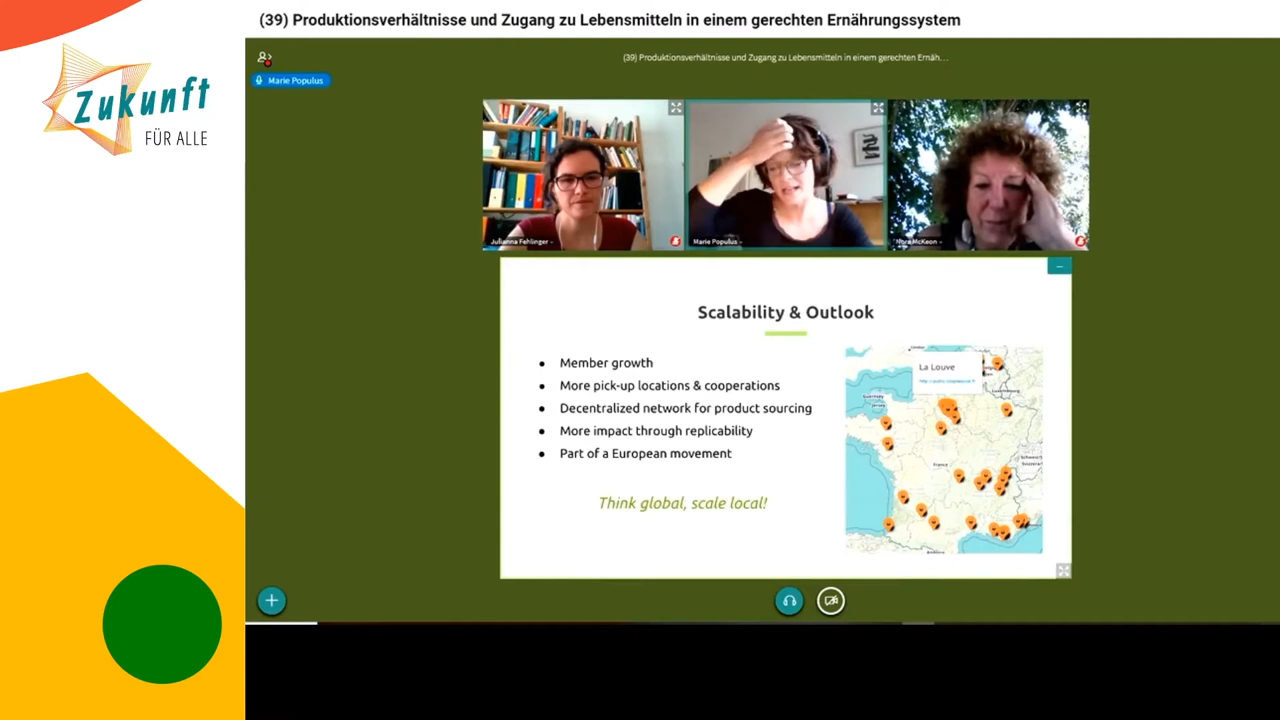 (39) Produktionsverhältnisse und Zugang zu Lebensmitteln in einem gerechten Ernährungssystem
Zukunft
FÜR ALLE
(39) Produktionsverhältnisse und Zugang zu Lebensmitteln in einem gerechten Ernäh…
Marie Populus
Julianna Fehlinger
Marie Populus
Nora McKeon
Scalability & Outlook
● Member growth
● More pick-up locations & cooperations
● Decentralized network for product sourcing
● More impact through replicability
● Part of a European movement
Think global, scale local!
La Louve
Guernsey
Jersey
France
Andorra